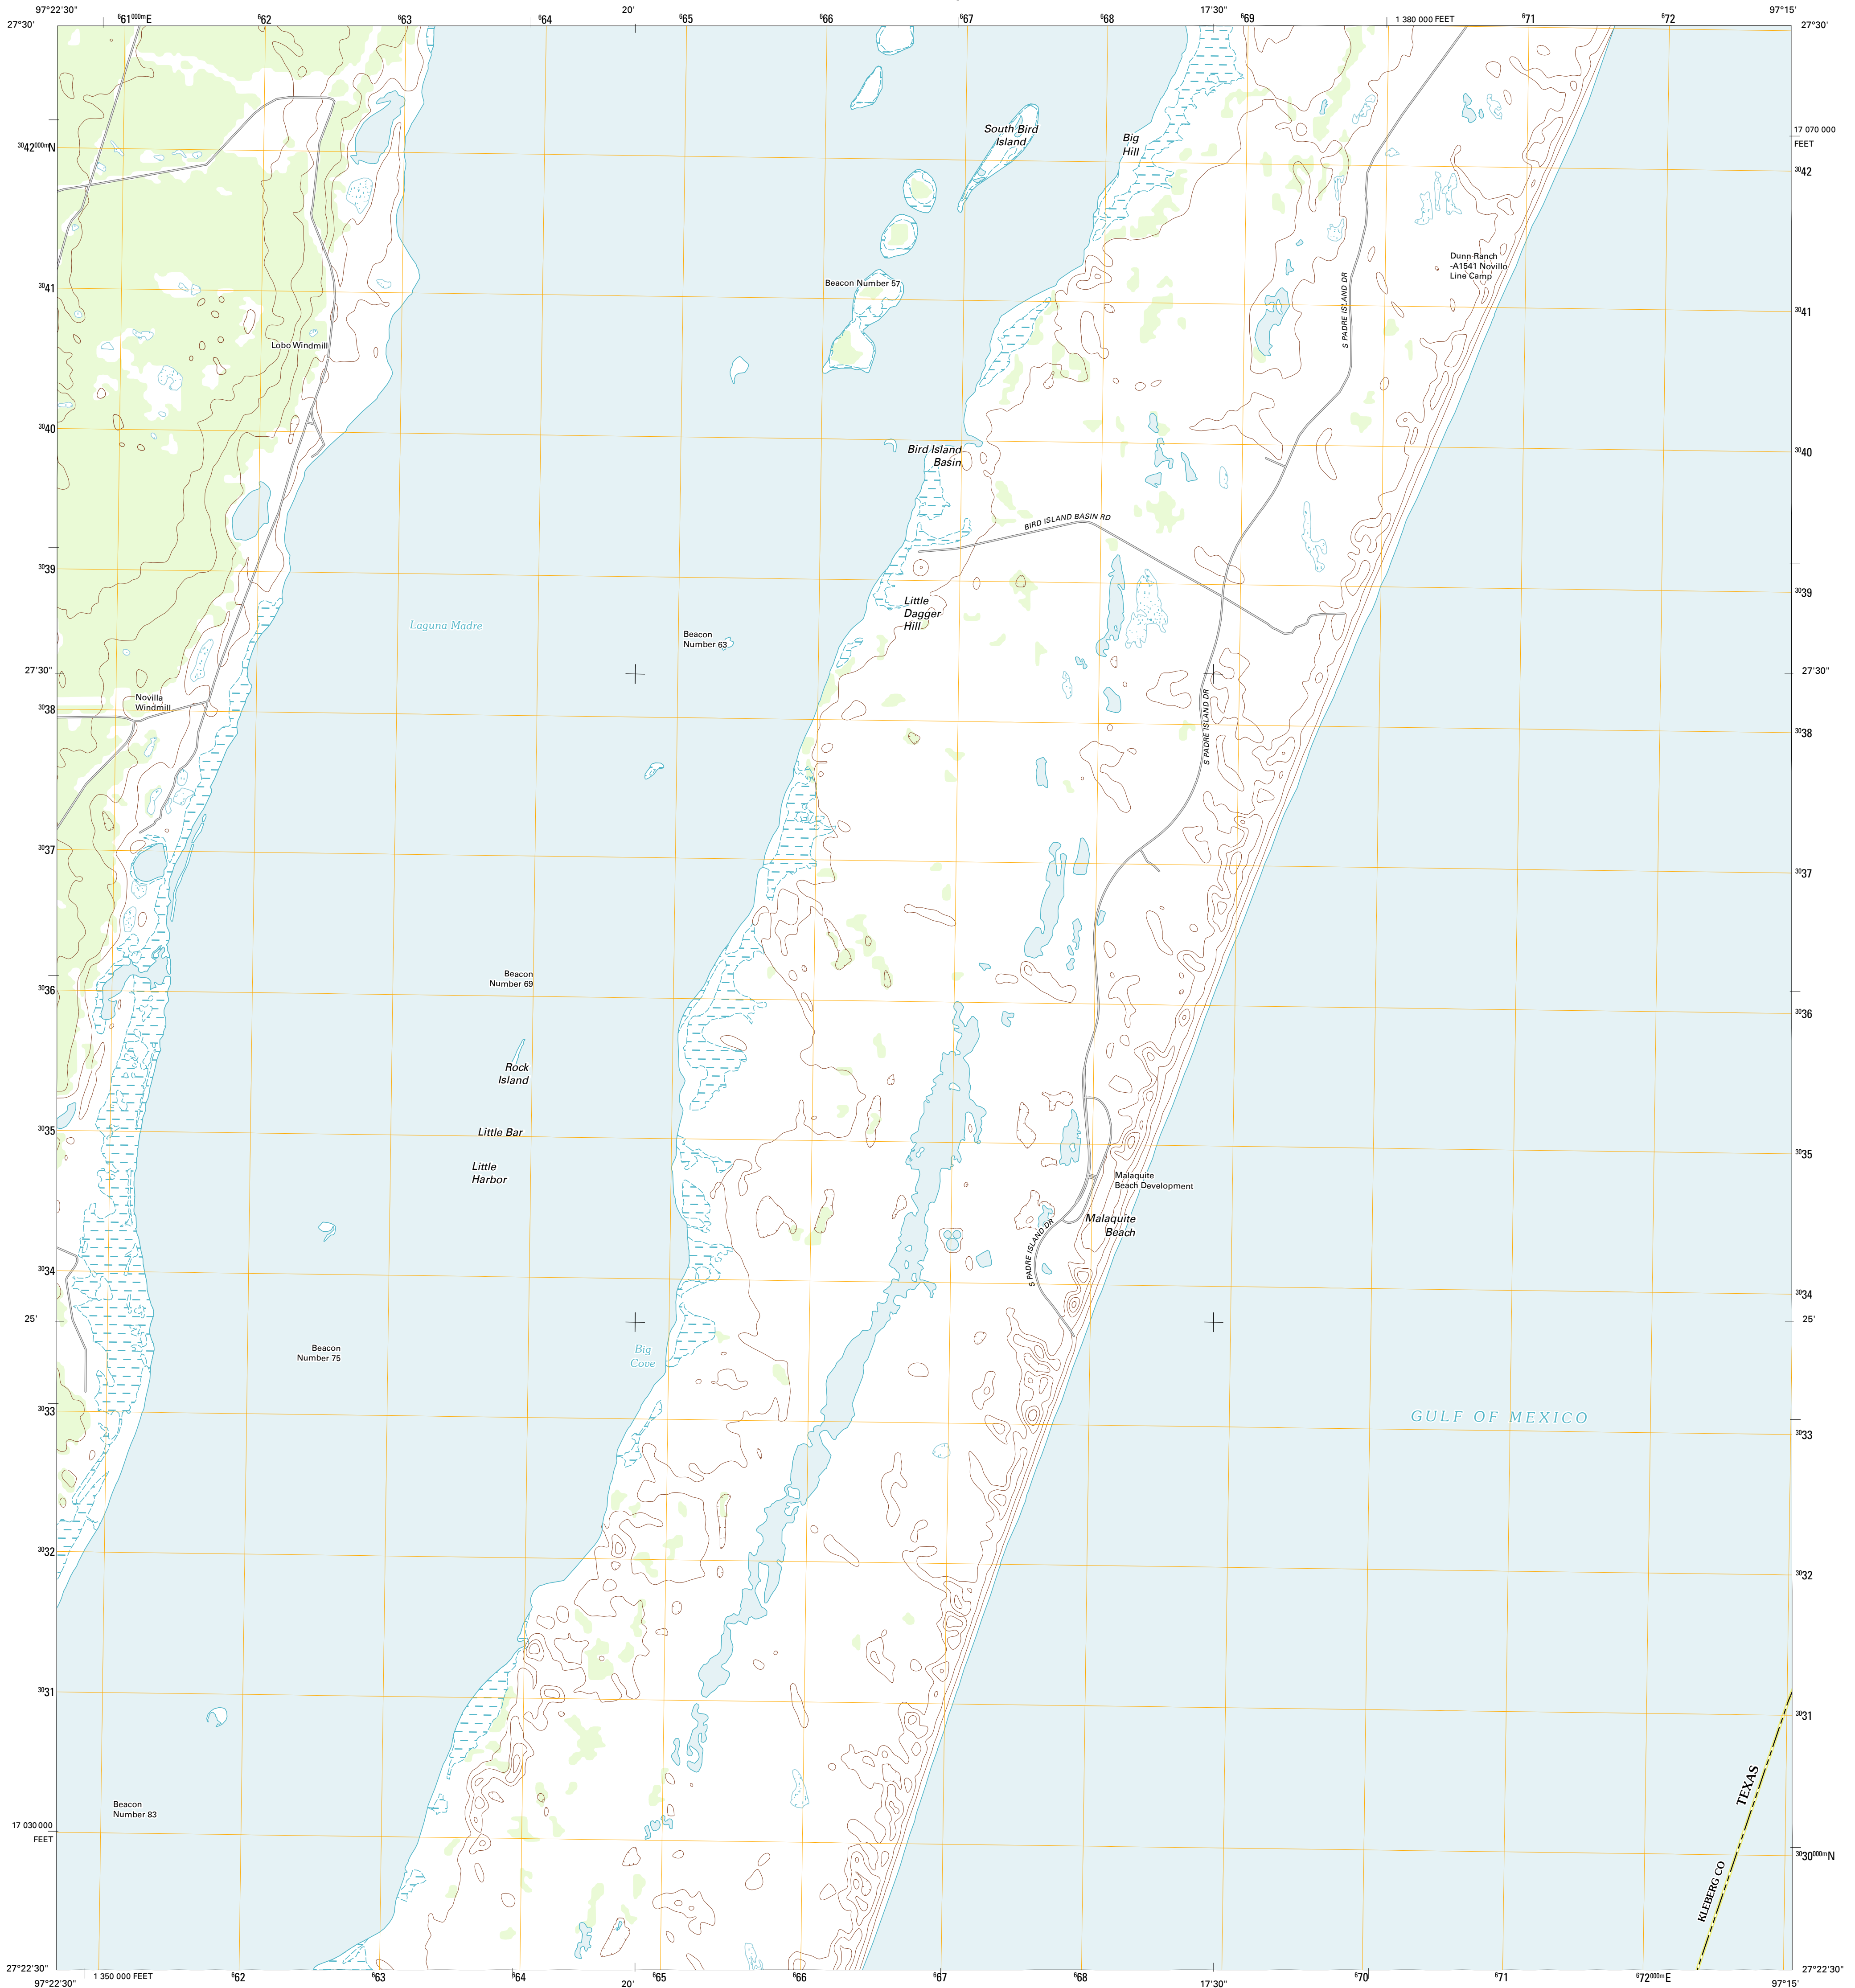 97°22'30"
⁶61⁰⁰⁰ᵐE
⁶62
⁶63
⁶64
20'
⁶65
⁶66
⁶67
⁶68
17'30"
⁶69
1 380 000 FEET
⁶71
⁶72
97°15'
27°30'
27°30'
South Bird
Island
Big
Hill
17 070 000
FEET
³⁰42⁰⁰⁰ᵐN
³⁰42
Dunn Ranch
-A1541 Novillo
Line Camp
Beacon Number 57
S PADRE ISLAND DR
³⁰41
³⁰41
Lobo Windmill
³⁰40
³⁰40
Bird Island
Basin
BIRD ISLAND BASIN RD
³⁰39
³⁰39
Little
Dagger
Hill
Laguna Madre
Beacon
Number 63
27'30"
27'30"
Novilla
Windmill
S PADRE ISLAND DR
³⁰38
³⁰38
³⁰37
³⁰37
Beacon
Number 69
³⁰36
³⁰36
Rock
Island
³⁰35
Little Bar
³⁰35
Little
Harbor
Malaquite
Beach Development
Malaquite
Beach
S PADRE ISLAND DR
³⁰34
³⁰34
25'
25'
Beacon
Number 75
Big
Cove
³⁰33
GULF OF MEXICO
³⁰33
³⁰32
³⁰32
³⁰31
³⁰31
TEXAS
KLEBERG CO
Beacon
Number 83
17 030 000
FEET
³⁰30⁰⁰⁰ᵐN
27°22'30"
27°22'30"
97°22'30"
1 350 000 FEET
⁶62
⁶63
⁶64
20'
⁶65
⁶66
⁶67
⁶68
17'30"
⁶70
⁶71
⁶72⁰⁰⁰ᵐE
97°15'